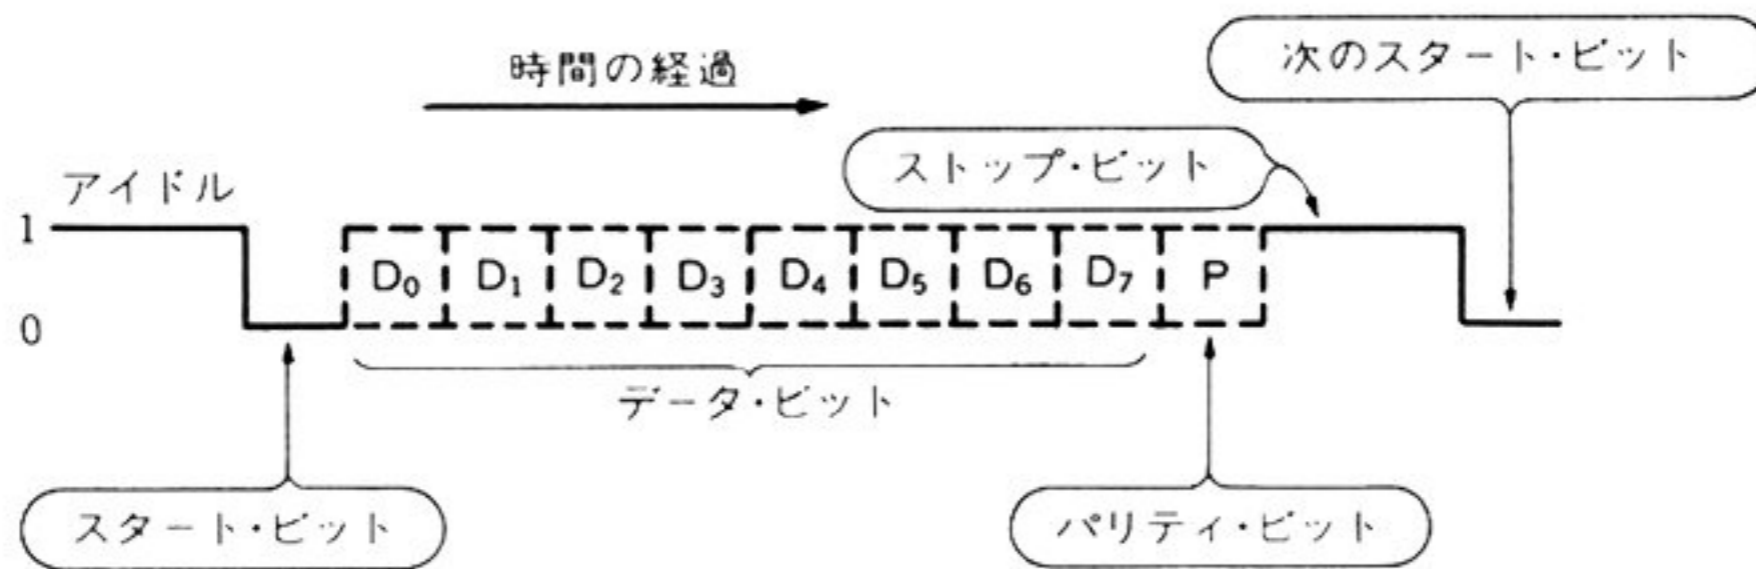 次のスタート・ビット
時間の経過
ストップ・ビット
アイドル
1
D₀ D₁ D₂ D₃ D₄ D₅ D₆ D₇ P
0
データ・ビット
スタート・ビット
パリティ・ビット